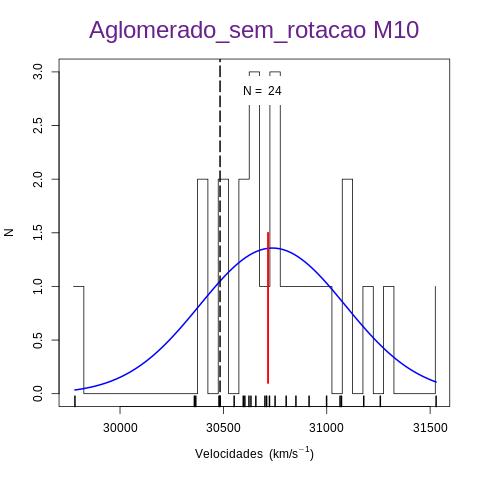 Aglomerado_sem_rotacao M10
N = 24
N
0.0 0.5 1.0 1.5 2.0 2.5 3.0
30000 30500 31000 31500
Velocidades (km/s⁻¹)